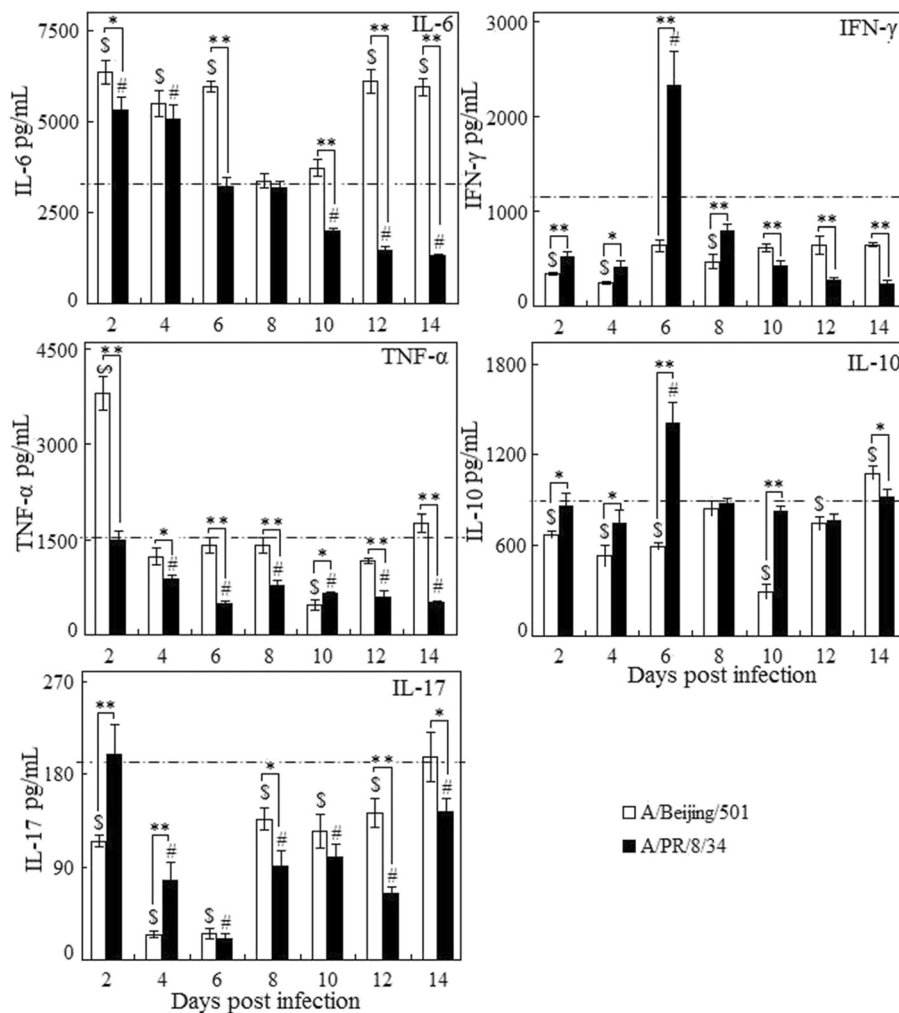 IL-6
IL-6 pg/mL
7500
5000
2500
0
* ** ** ** **
$ $ $ $ $
# # # # #
2 4 6 8 10 12 14
IFN-γ
IFN-γ pg/mL
3000
2000
1000
0
** * ** ** ** ** **
$ $ # $
2 4 6 8 10 12 14
TNF-α
TNF-α pg/mL
4500
3000
1500
0
** * ** ** * ** **
$ $
# # # # # #
2 4 6 8 10 12 14
IL-10
IL-10 pg/mL
1800
1200
600
0
* * ** ** *
$ $ $ # $ $ $
2 4 6 8 10 12 14
Days post infection
IL-17
IL-17 pg/mL
270
180
90
0
** ** * ** *
$ $ $ $ $ $
# # # # # #
2 4 6 8 10 12 14
Days post infection
A/Beijing/501
A/PR/8/34